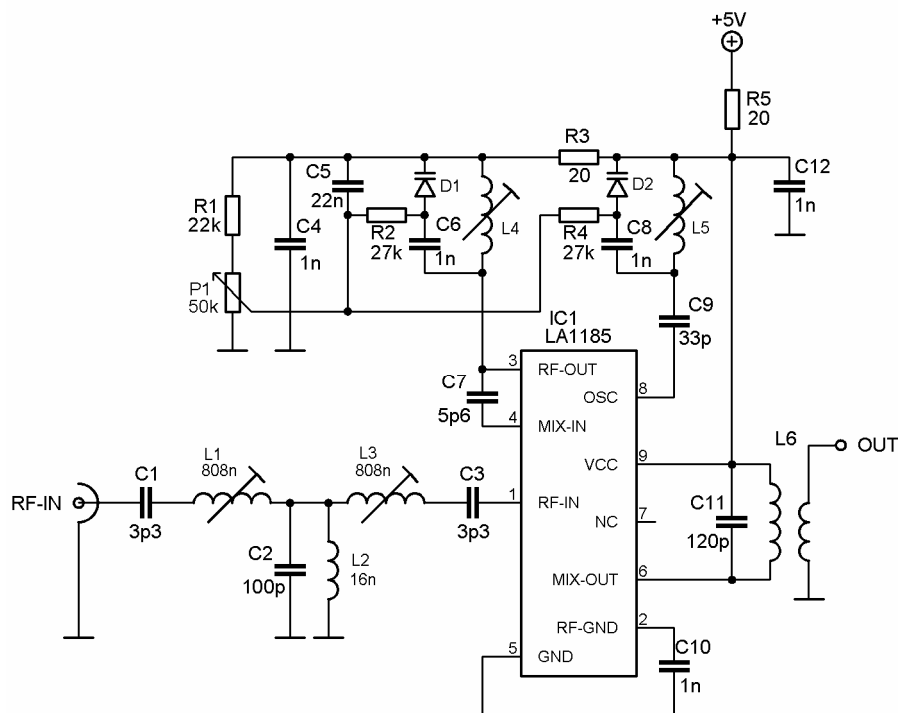 +5V
R5
20
R3
20
C12
1n
C5
22n
D1
D2
R1
22k
C4
1n
R2
27k
C6
1n
L4
R4
27k
C8
1n
L5
P1
50k
C9
33p
IC1
LA1185
3
RF-OUT
C7
5p6
OSC
8
4
MIX-IN
L6
OUT
VCC
9
L1
808n
L3
808n
C1
3p3
C3
3p3
RF-IN
1
RF-IN
NC
7
C11
120p
C2
100p
L2
16n
MIX-OUT
6
RF-GND
2
5
GND
C10
1n